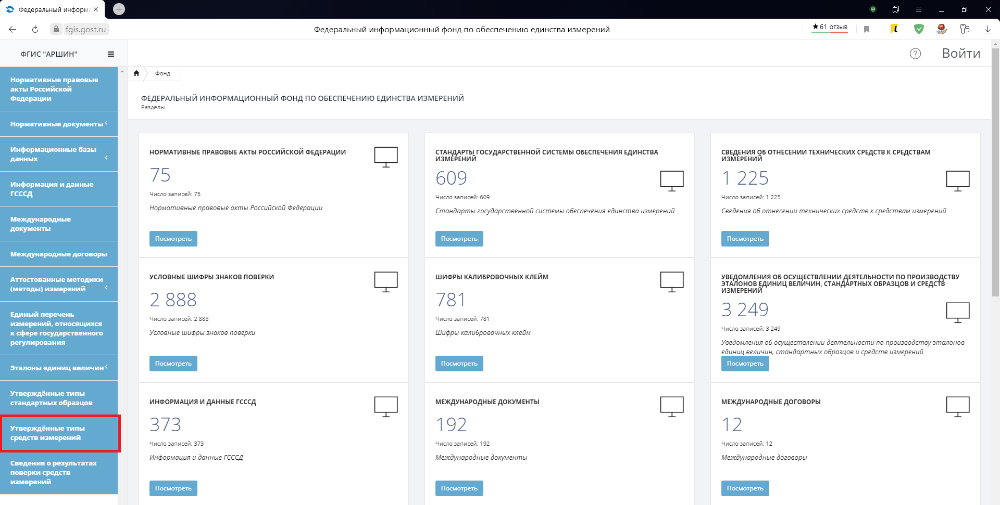 Федеральный информа
fgis.gost.ru
Федеральный информационный фонд по обеспечению единства измерений
★61 отзыв
ФГИС "АРШИН"
Войти
Фонд
ФЕДЕРАЛЬНЫЙ ИНФОРМАЦИОННЫЙ ФОНД ПО ОБЕСПЕЧЕНИЮ ЕДИНСТВА ИЗМЕРЕНИЙ
Разделы
Нормативные правовые
акты Российской
Федерации
Нормативные документы
Информационные базы
данных
Информация и данные
ГСССД
Международные
документы
Международные договоры
Аттестованные методики
(методы) измерений
Единый перечень
измерений, относящихся
к сфере государственного
регулирования
Эталоны единиц величин
Утверждённые типы
стандартных образцов
Утверждённые типы
средств измерений
Сведения о результатах
поверки средств
измерений
НОРМАТИВНЫЕ ПРАВОВЫЕ АКТЫ РОССИЙСКОЙ ФЕДЕРАЦИИ
75
Число записей: 75
Нормативные правовые акты Российской Федерации
Посмотреть
СТАНДАРТЫ ГОСУДАРСТВЕННОЙ СИСТЕМЫ ОБЕСПЕЧЕНИЯ ЕДИНСТВА
ИЗМЕРЕНИЙ
609
Число записей: 609
Стандарты государственной системы обеспечения единства измерений
Посмотреть
СВЕДЕНИЯ ОБ ОТНЕСЕНИИ ТЕХНИЧЕСКИХ СРЕДСТВ К СРЕДСТВАМ
ИЗМЕРЕНИЙ
1 225
Число записей: 1 225
Сведения об отнесении технических средств к средствам измерений
Посмотреть
УСЛОВНЫЕ ШИФРЫ ЗНАКОВ ПОВЕРКИ
2 888
Число записей: 2 888
Условные шифры знаков поверки
Посмотреть
ШИФРЫ КАЛИБРОВОЧНЫХ КЛЕЙМ
781
Число записей: 781
Шифры калибровочных клейм
Посмотреть
УВЕДОМЛЕНИЯ ОБ ОСУЩЕСТВЛЕНИИ ДЕЯТЕЛЬНОСТИ ПО ПРОИЗВОДСТВУ
ЭТАЛОНОВ ЕДИНИЦ ВЕЛИЧИН, СТАНДАРТНЫХ ОБРАЗЦОВ И СРЕДСТВ
ИЗМЕРЕНИЙ
3 249
Число записей: 3 249
Уведомления об осуществлении деятельности по производству эталонов
единиц величин, стандартных образцов и средств измерений
Посмотреть
ИНФОРМАЦИЯ И ДАННЫЕ ГСССД
373
Число записей: 373
Информация и данные ГСССД
Посмотреть
МЕЖДУНАРОДНЫЕ ДОКУМЕНТЫ
192
Число записей: 192
Международные документы
Посмотреть
МЕЖДУНАРОДНЫЕ ДОГОВОРЫ
12
Число записей: 12
Международные договоры
Посмотреть